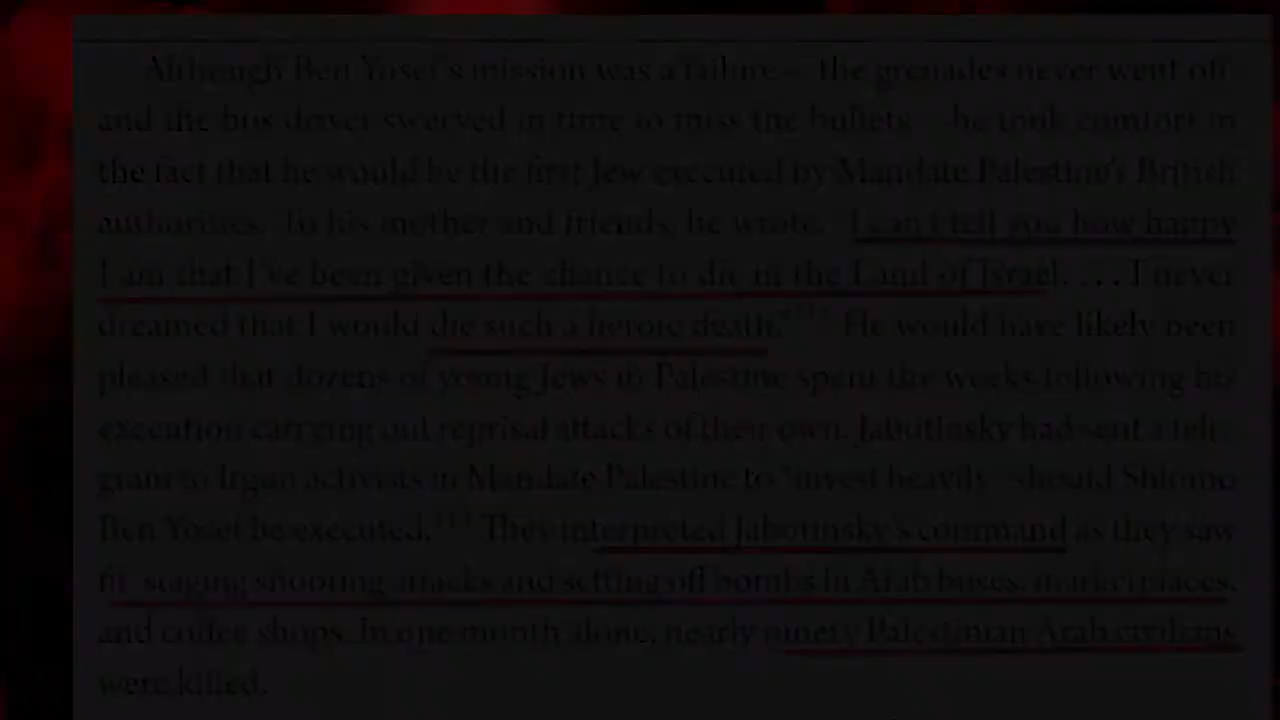 Although Ben Yosef's mission was a failure—the grenades never went off
and the bus driver swerved in time to miss the bullets—he took comfort in
the fact that he would be the first Jew executed by Mandate Palestine's British
authorities. To his mother and friends, he wrote, "I can't tell you how happy
I am that I've been given the chance to die in the Land of Israel. . . . I never
dreamed that I would die such a heroic death." He would have likely been
pleased that dozens of young Jews in Palestine spent the weeks following his
execution carrying out reprisal attacks of their own. Jabotinsky had sent a tele-
gram to Irgun activists in Mandate Palestine to "invest heavily" should Shlomo
Ben Yosef be executed. They interpreted Jabotinsky's command as they saw
fit, staging shooting attacks and setting off bombs in Arab buses, marketplaces,
and coffee shops. In one month alone, nearly ninety Palestinian Arab civilians
were killed.